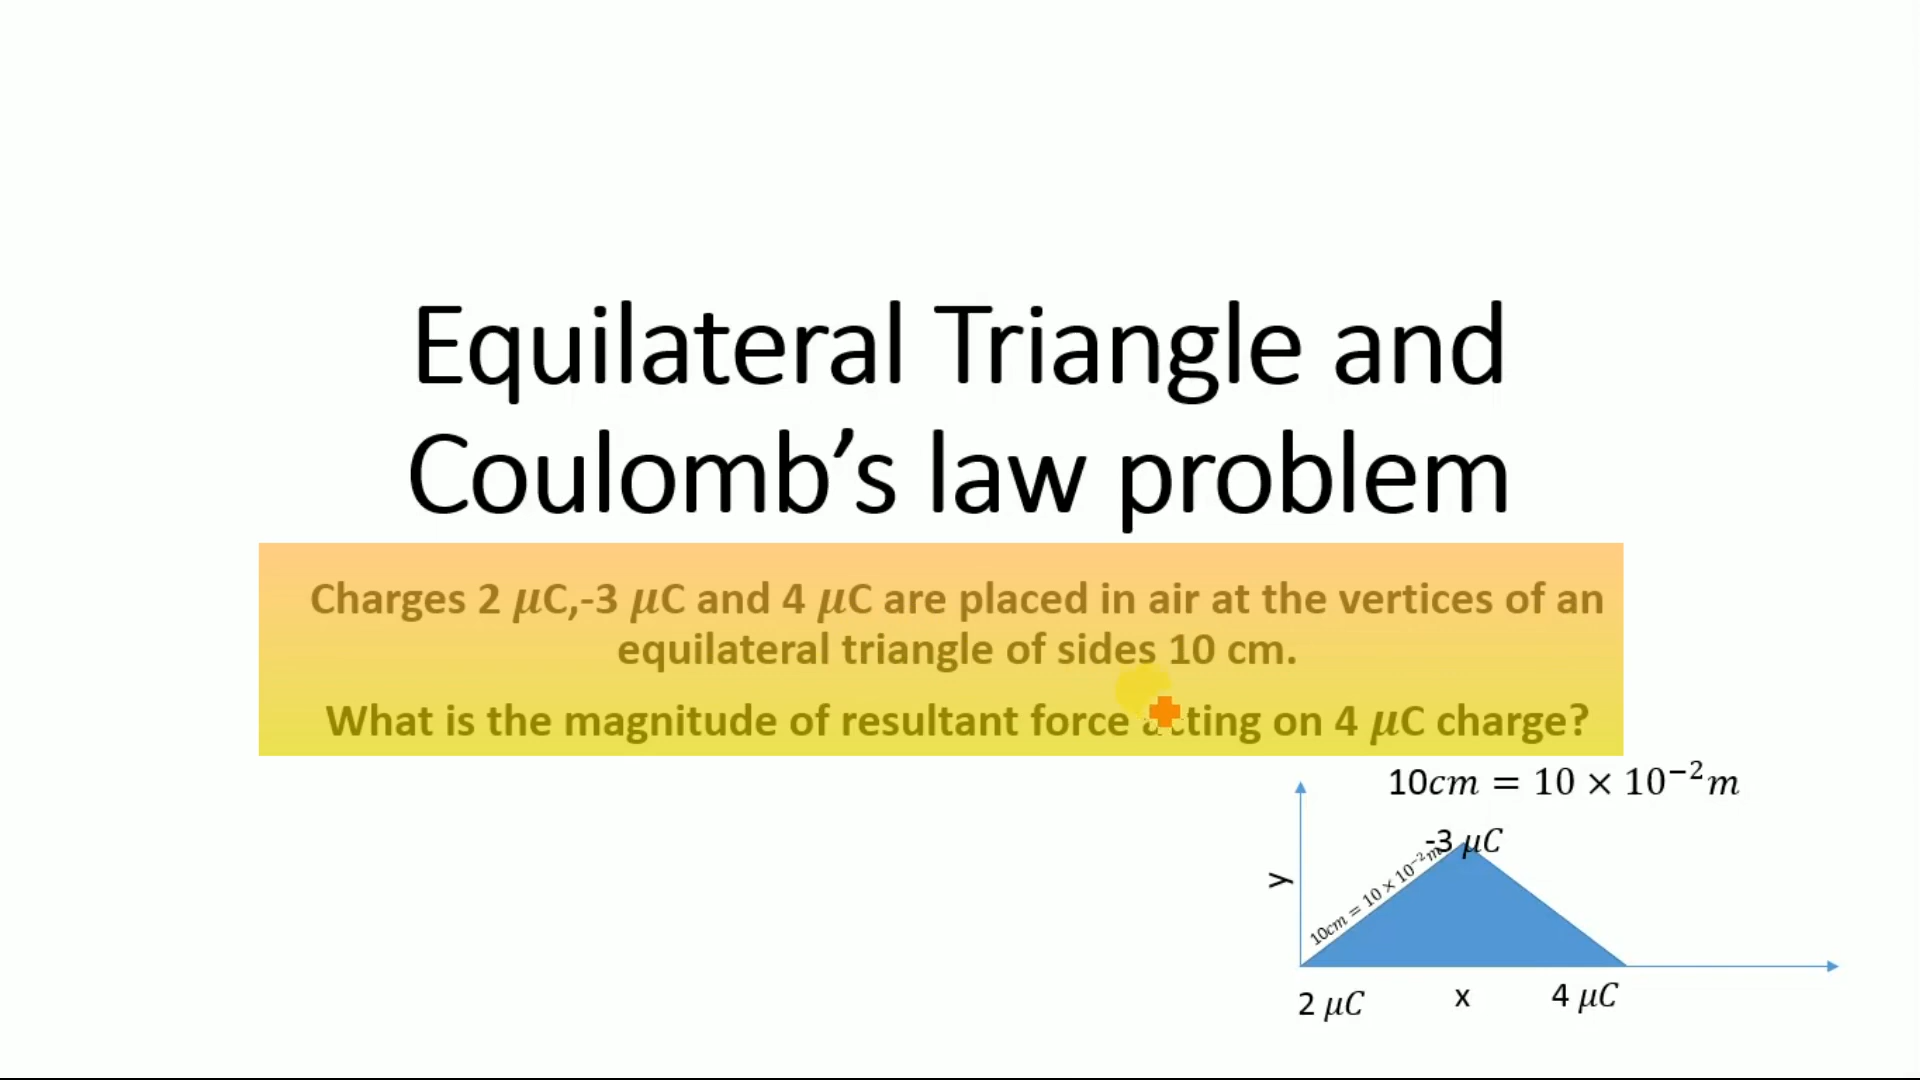 Equilateral Triangle and
Coulomb’s law problem
Charges 2 μC,-3 μC and 4 μC are placed in air at the vertices of an
equilateral triangle of sides 10 cm.
What is the magnitude of resultant force acting on 4 μC charge?
10cm = 10 × 10⁻² m
-3 μC
10cm = 10 × 10⁻² m
y
2 μC
x
4 μC